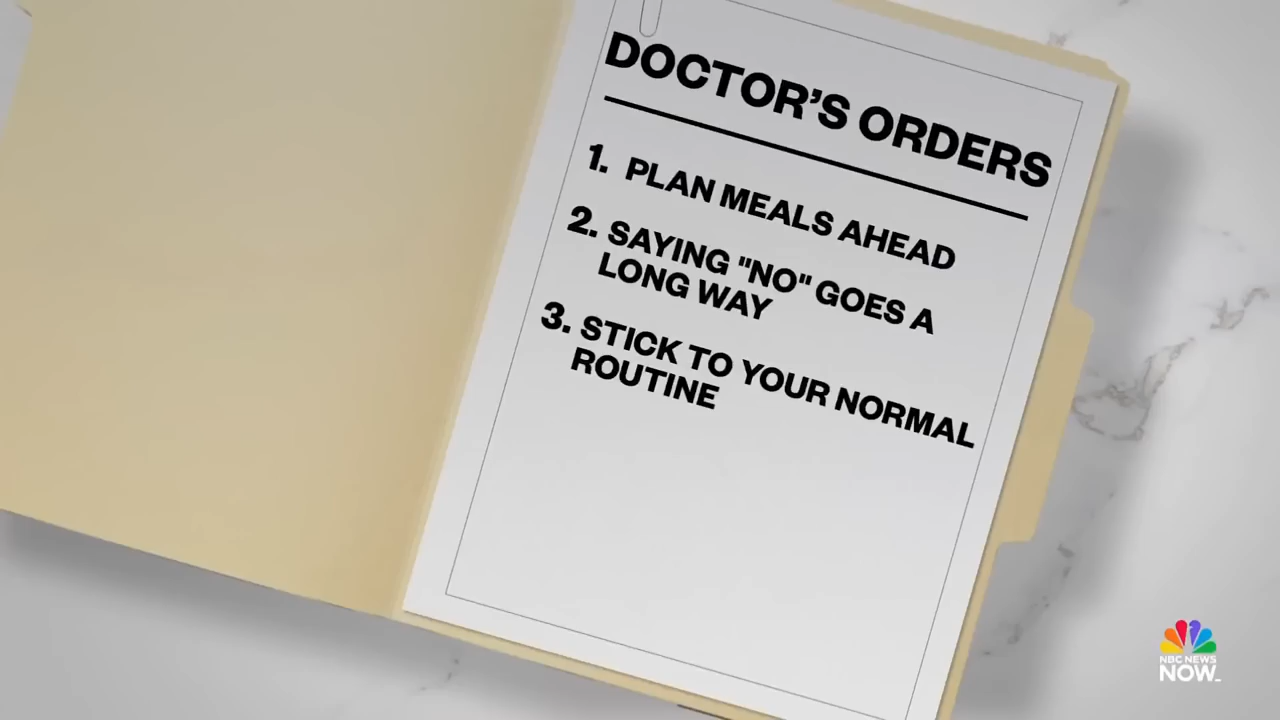 DOCTOR'S ORDERS
1. PLAN MEALS AHEAD
2. SAYING "NO" GOES A
LONG WAY
3. STICK TO YOUR NORMAL
ROUTINE
NBC NEWS
NOW